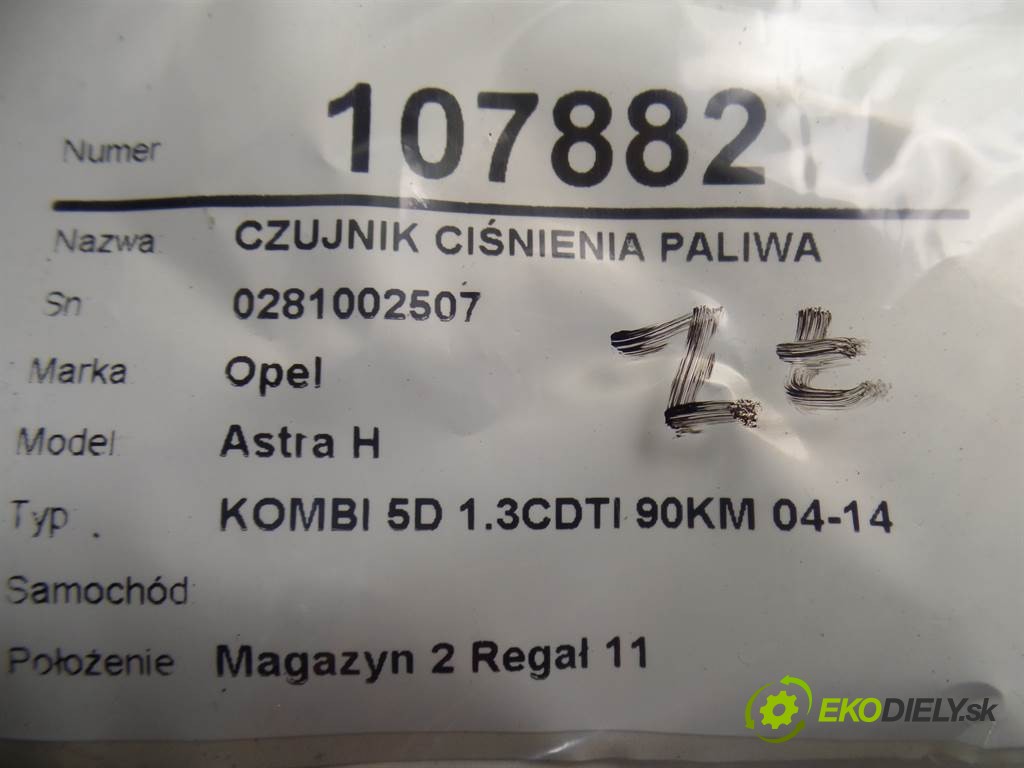 Numer 107882
Nazwa CZUJNIK CIŚNIENIA PALIWA
Sn 0281002507
Marka Opel
Model Astra H
Typ KOMBI 5D 1.3CDTI 90KM 04-14
Samochód
Położenie Magazyn 2 Regał 11
EKODIELY.sk